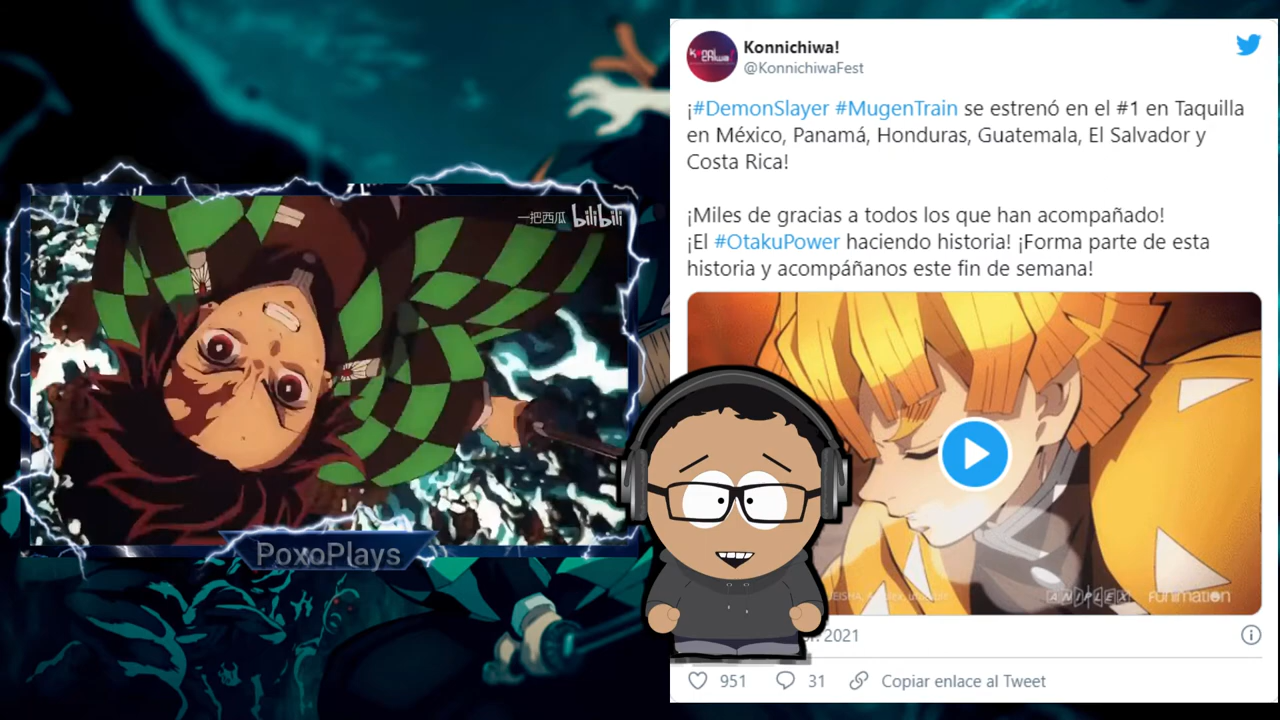 一把西瓜 bilibili
PoxoPlays
Konnichiwa!
@KonnichiwaFest
¡#DemonSlayer #MugenTrain se estrenó en el #1 en Taquilla
en México, Panamá, Honduras, Guatemala, El Salvador y
Costa Rica!
¡Miles de gracias a todos los que han acompañado!
¡El #OtakuPower haciendo historia! ¡Forma parte de esta
historia y acompáñanos este fin de semana!
ANIPLEX Funimation
2021
951 31 Copiar enlace al Tweet